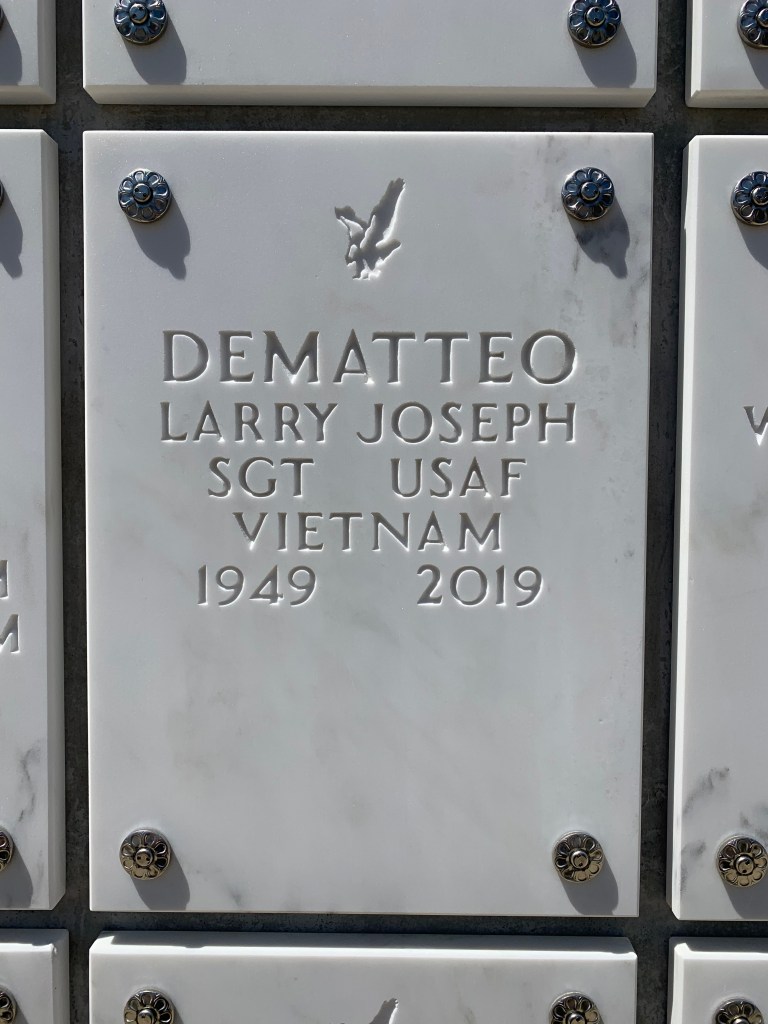 DEMATTEO
LARRY JOSEPH
SGT USAF
VIETNAM
1949 2019